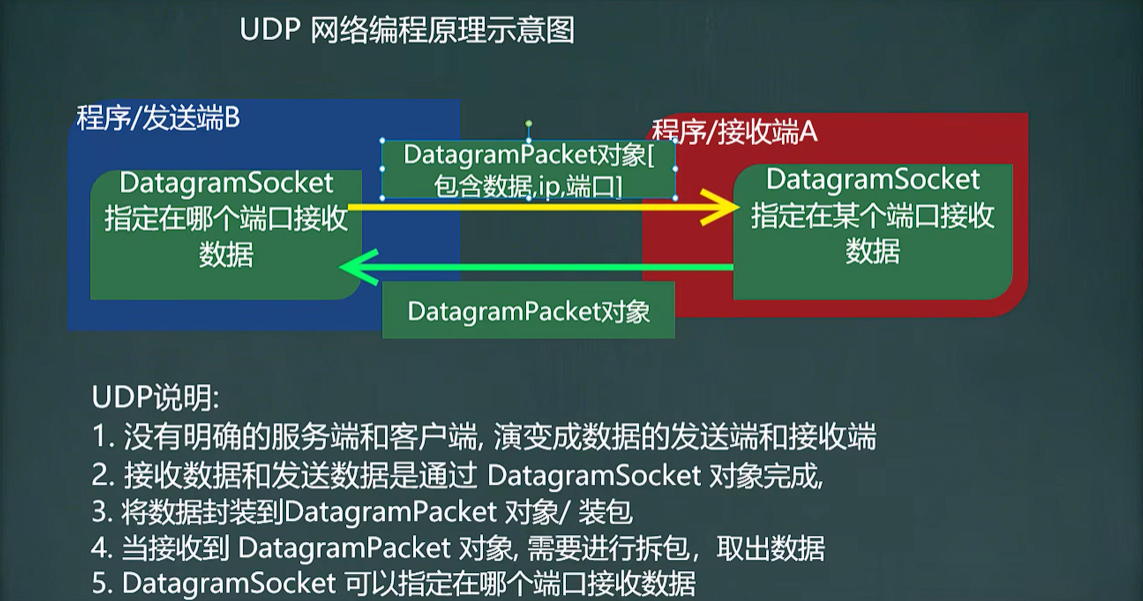 UDP 网络编程原理示意图
程序/发送端B
程序/接收端A
DatagramPacket对象[
包含数据,ip,端口]
DatagramSocket
指定在哪个端口接收
数据
DatagramSocket
指定在某个端口接收
数据
DatagramPacket对象
UDP说明:
1. 没有明确的服务端和客户端, 演变成数据的发送端和接收端
2. 接收数据和发送数据是通过 DatagramSocket 对象完成,
3. 将数据封装到DatagramPacket 对象/ 装包
4. 当接收到 DatagramPacket 对象, 需要进行拆包，取出数据
5. DatagramSocket 可以指定在哪个端口接收数据